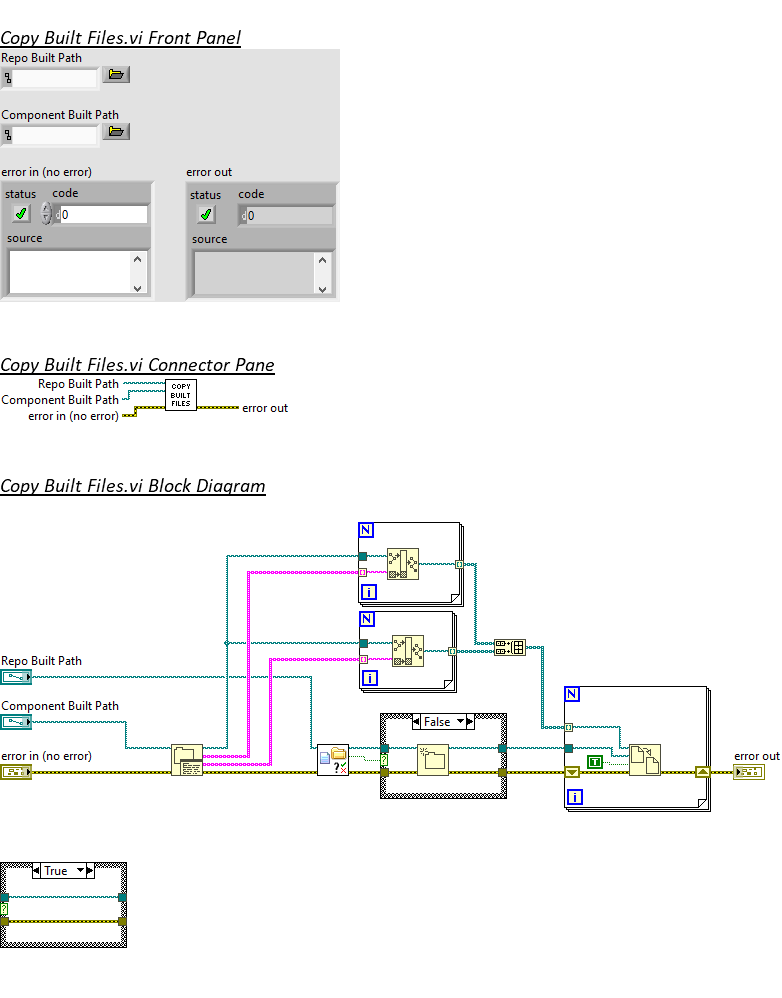 Copy Built Files.vi Front Panel
Repo Built Path
Component Built Path
error in (no error)
error out
status
code
0
source
status
code
0
source
Copy Built Files.vi Connector Pane
Repo Built Path
Component Built Path
error in (no error)
COPY
BUILT
FILES
error out
Copy Built Files.vi Block Diagram
N
i
N
i
Repo Built Path
Component Built Path
error in (no error)
False
?
?
N
T
i
error out
True
?